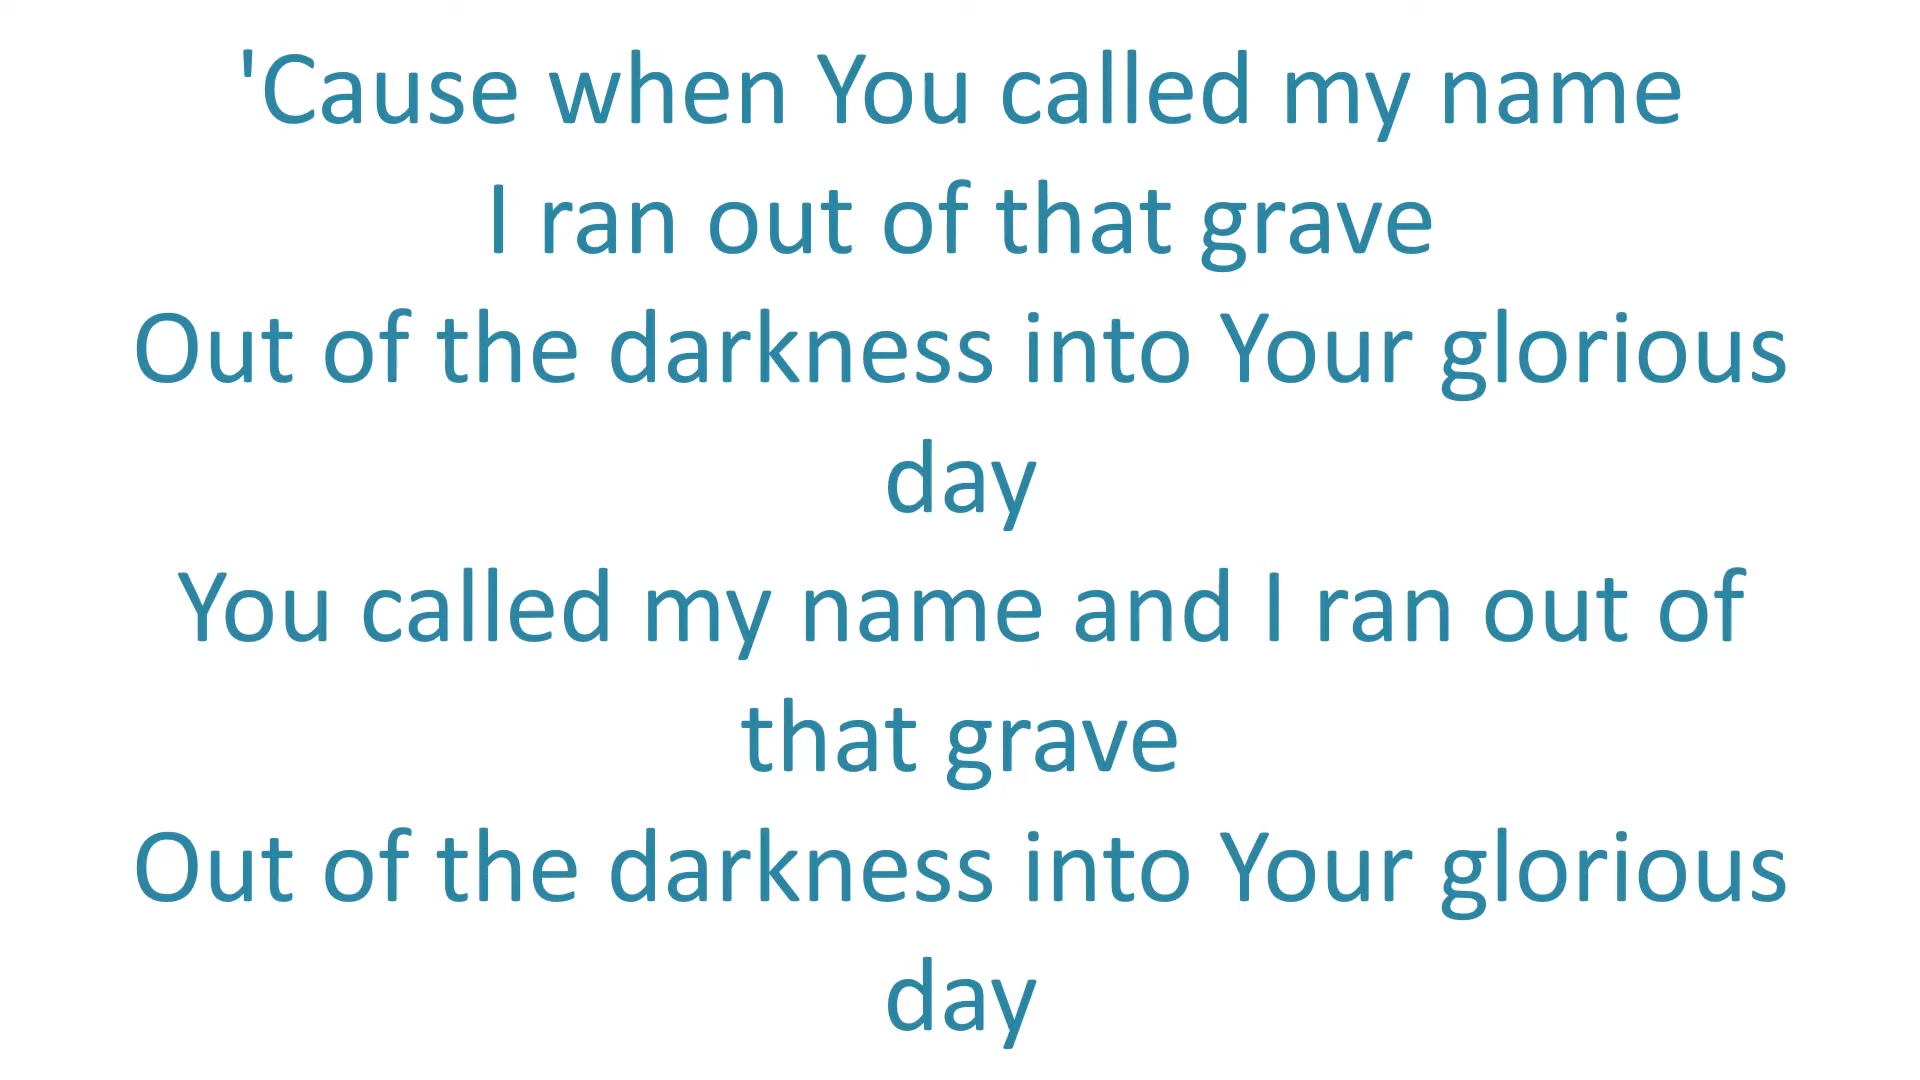 'Cause when You called my name
I ran out of that grave
Out of the darkness into Your glorious
day
You called my name and I ran out of
that grave
Out of the darkness into Your glorious
day